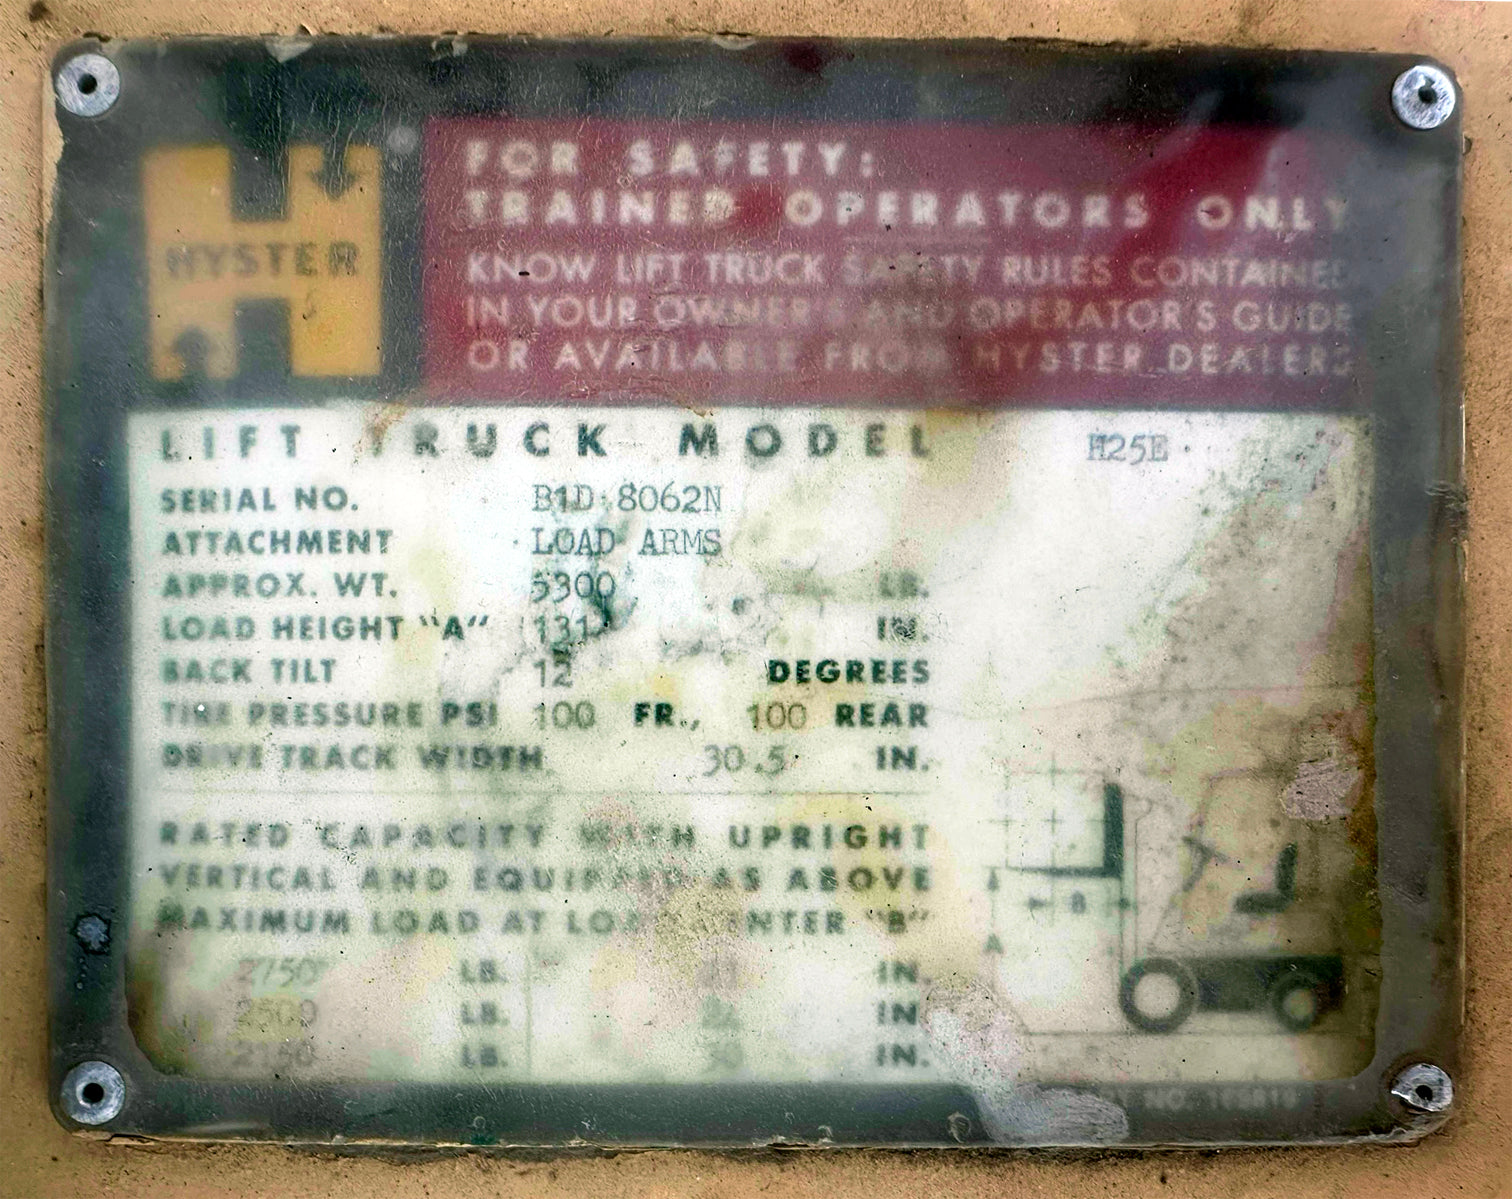 HYSTER
FOR SAFETY:
TRAINED OPERATORS ONLY
KNOW LIFT TRUCK SAFETY RULES CONTAINED
IN YOUR OWNER'S AND OPERATOR'S GUIDE
OR AVAILABLE FROM HYSTER DEALERS
LIFT TRUCK MODEL H25E
SERIAL NO. B1D 8062N
ATTACHMENT LOAD ARMS
APPROX. WT. 5300 LB.
LOAD HEIGHT "A" 131 IN.
BACK TILT 12 DEGREES
TIRE PRESSURE PSI 100 FR., 100 REAR
DRIVE TRACK WIDTH 30.5 IN.
RATED CAPACITY WITH UPRIGHT
VERTICAL AND EQUIPPED AS ABOVE
MAXIMUM LOAD AT LOAD CENTER "B"
2750 LB. IN.
2500 LB. IN.
LB. IN.
B
A
NO.